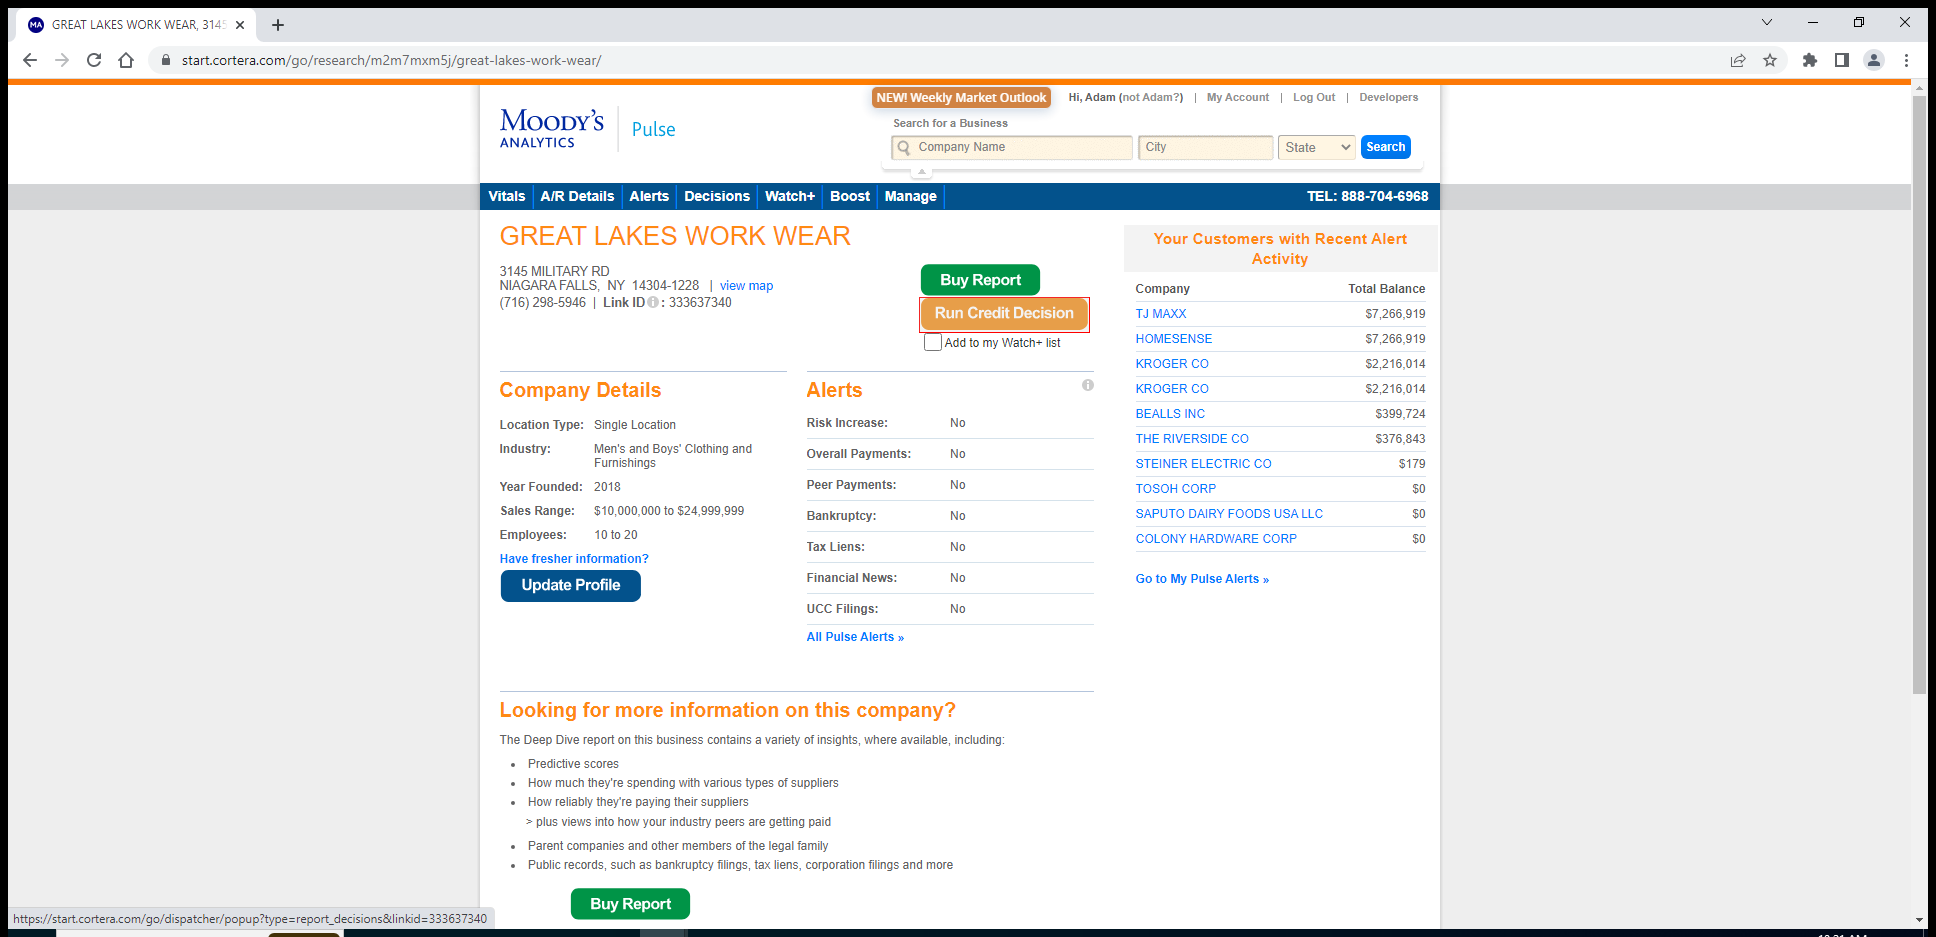 MA GREAT LAKES WORK WEAR, 3145
start.cortera.com/go/research/m2m7mxm5j/great-lakes-work-wear/
NEW! Weekly Market Outlook
Hi, Adam (not Adam?) | My Account | Log Out | Developers
MOODY'S ANALYTICS
Pulse
Search for a Business
Company Name City State Search
Vitals A/R Details Alerts Decisions Watch+ Boost Manage TEL: 888-704-6968
GREAT LAKES WORK WEAR
3145 MILITARY RD
NIAGARA FALLS, NY 14304-1228 | view map
(716) 298-5946 | Link ID : 333637340
Buy Report
Run Credit Decision
Add to my Watch+ list
Company Details
Location Type: Single Location
Industry: Men's and Boys' Clothing and
Furnishings
Year Founded: 2018
Sales Range: $10,000,000 to $24,999,999
Employees: 10 to 20
Have fresher information?
Update Profile
Alerts
Risk Increase: No
Overall Payments: No
Peer Payments: No
Bankruptcy: No
Tax Liens: No
Financial News: No
UCC Filings: No
All Pulse Alerts »
Your Customers with Recent Alert
Activity
Company Total Balance
TJ MAXX $7,266,919
HOMESENSE $7,266,919
KROGER CO $2,216,014
KROGER CO $2,216,014
BEALLS INC $399,724
THE RIVERSIDE CO $376,843
STEINER ELECTRIC CO $179
TOSOH CORP $0
SAPUTO DAIRY FOODS USA LLC $0
COLONY HARDWARE CORP $0
Go to My Pulse Alerts »
Looking for more information on this company?
The Deep Dive report on this business contains a variety of insights, where available, including:
• Predictive scores
• How much they're spending with various types of suppliers
• How reliably they're paying their suppliers
> plus views into how your industry peers are getting paid
• Parent companies and other members of the legal family
• Public records, such as bankruptcy filings, tax liens, corporation filings and more
Buy Report
https://start.cortera.com/go/dispatcher/popup?type=report_decisions&linkid=333637340